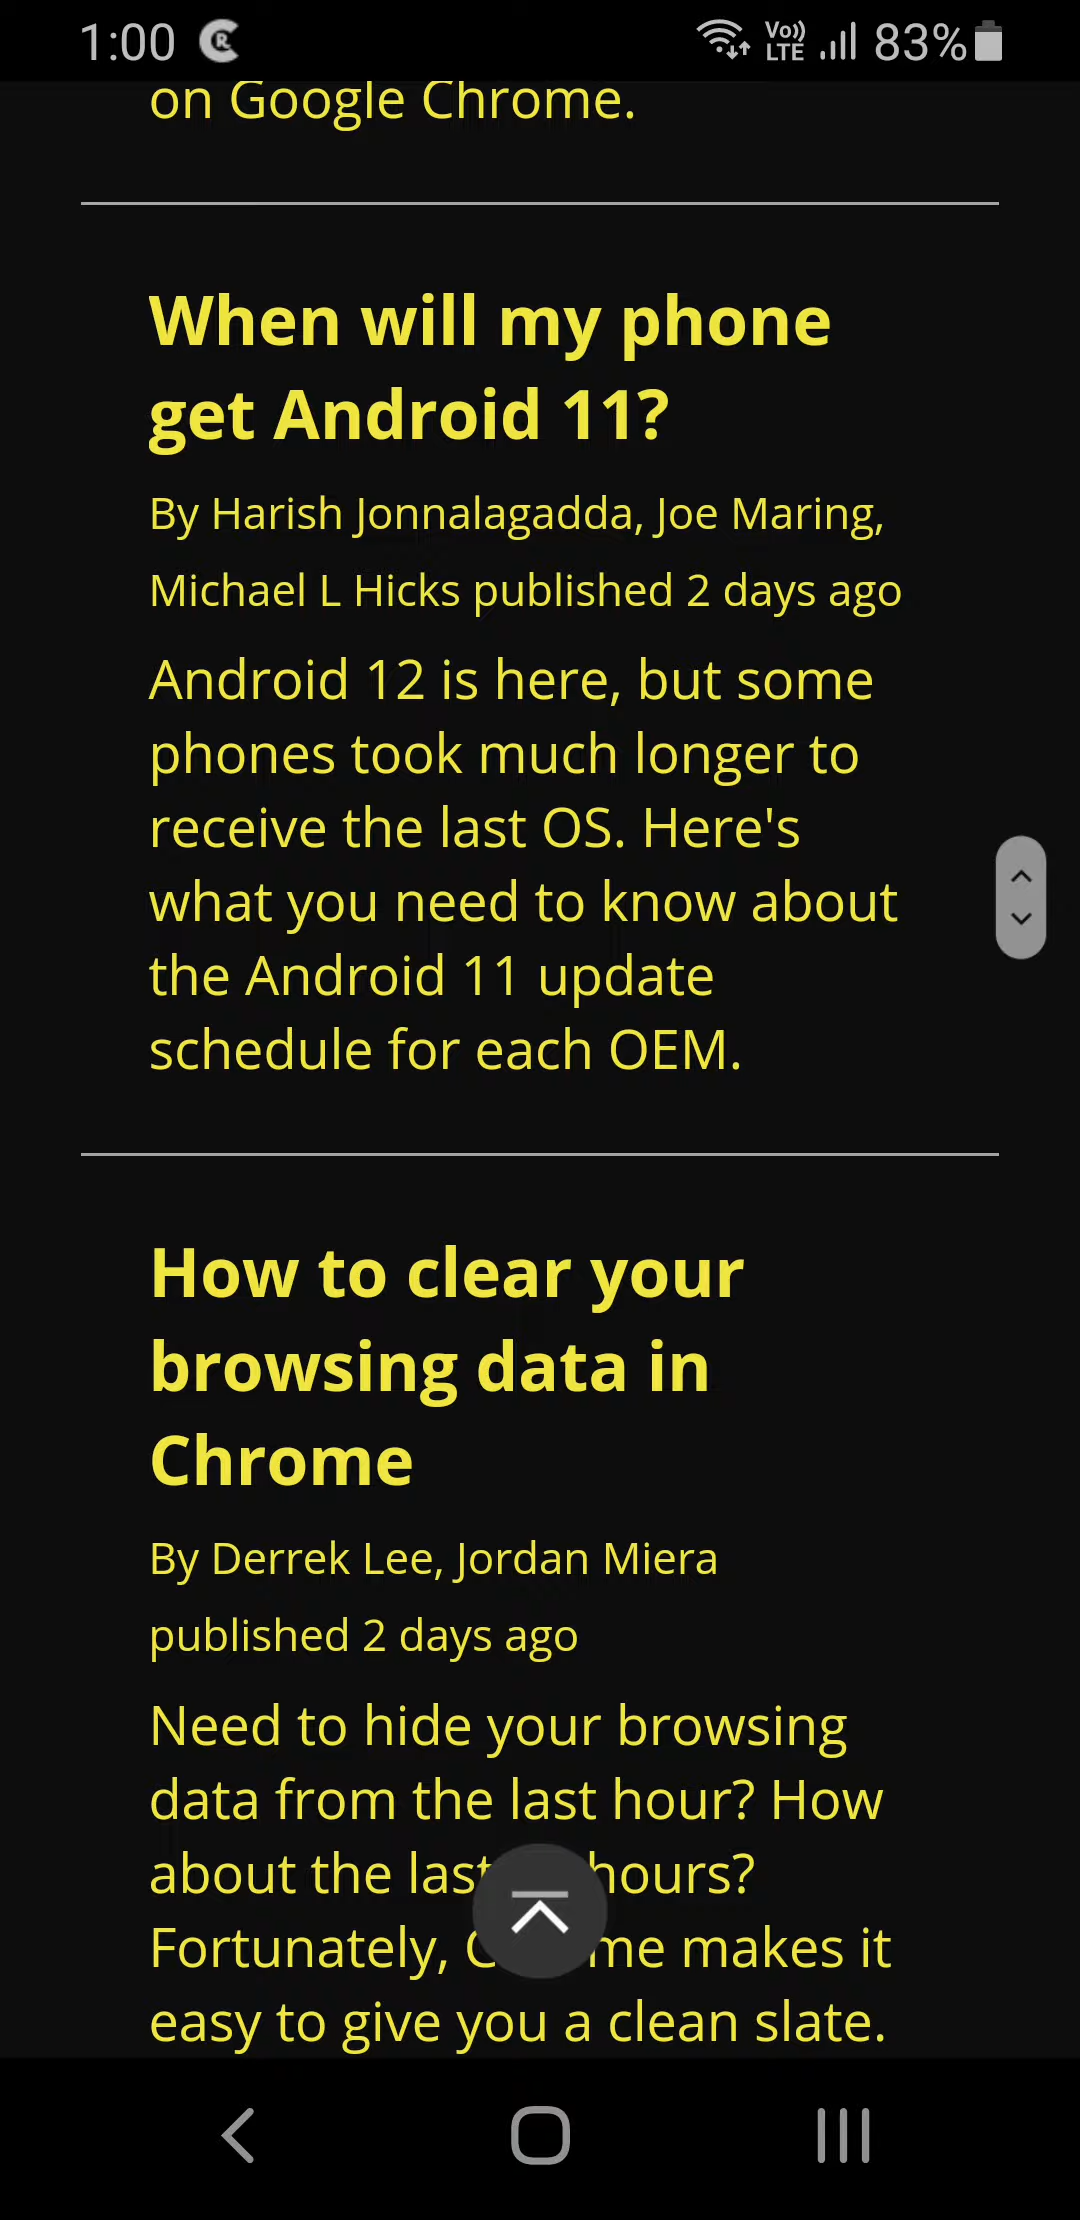 1:00 R Vo)) LTE 83%
on Google Chrome.
When will my phone
get Android 11?
By Harish Jonnalagadda, Joe Maring,
Michael L Hicks published 2 days ago
Android 12 is here, but some
phones took much longer to
receive the last OS. Here's
what you need to know about
the Android 11 update
schedule for each OEM.
How to clear your
browsing data in
Chrome
By Derrek Lee, Jordan Miera
published 2 days ago
Need to hide your browsing
data from the last hour? How
about the last hours?
Fortunately, makes it
easy to give you a clean slate.